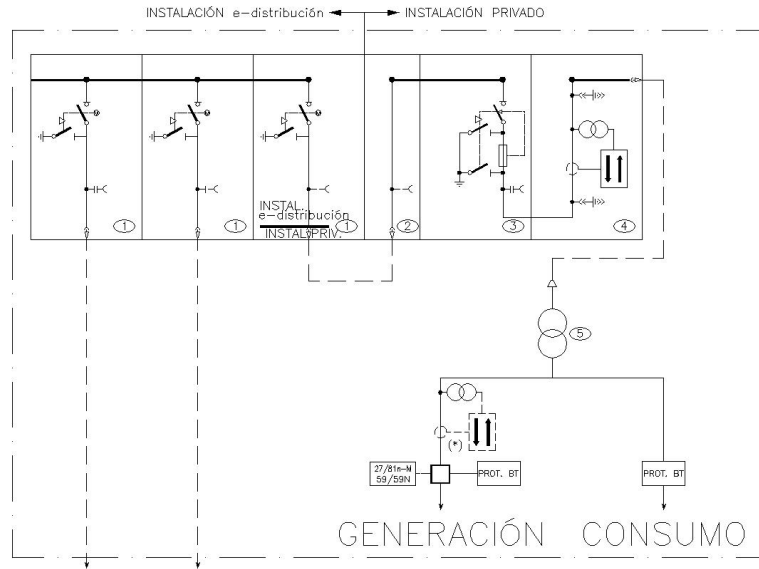 INSTALACIÓN e-distribución
INSTALACIÓN PRIVADO
INSTAL.
e-distribución
INSTAL.PRIV.
1
1
1
2
3
4
5
(*)
27/81m-M
59/59N
PROT. BT
PROT. BT
GENERACIÓN
CONSUMO